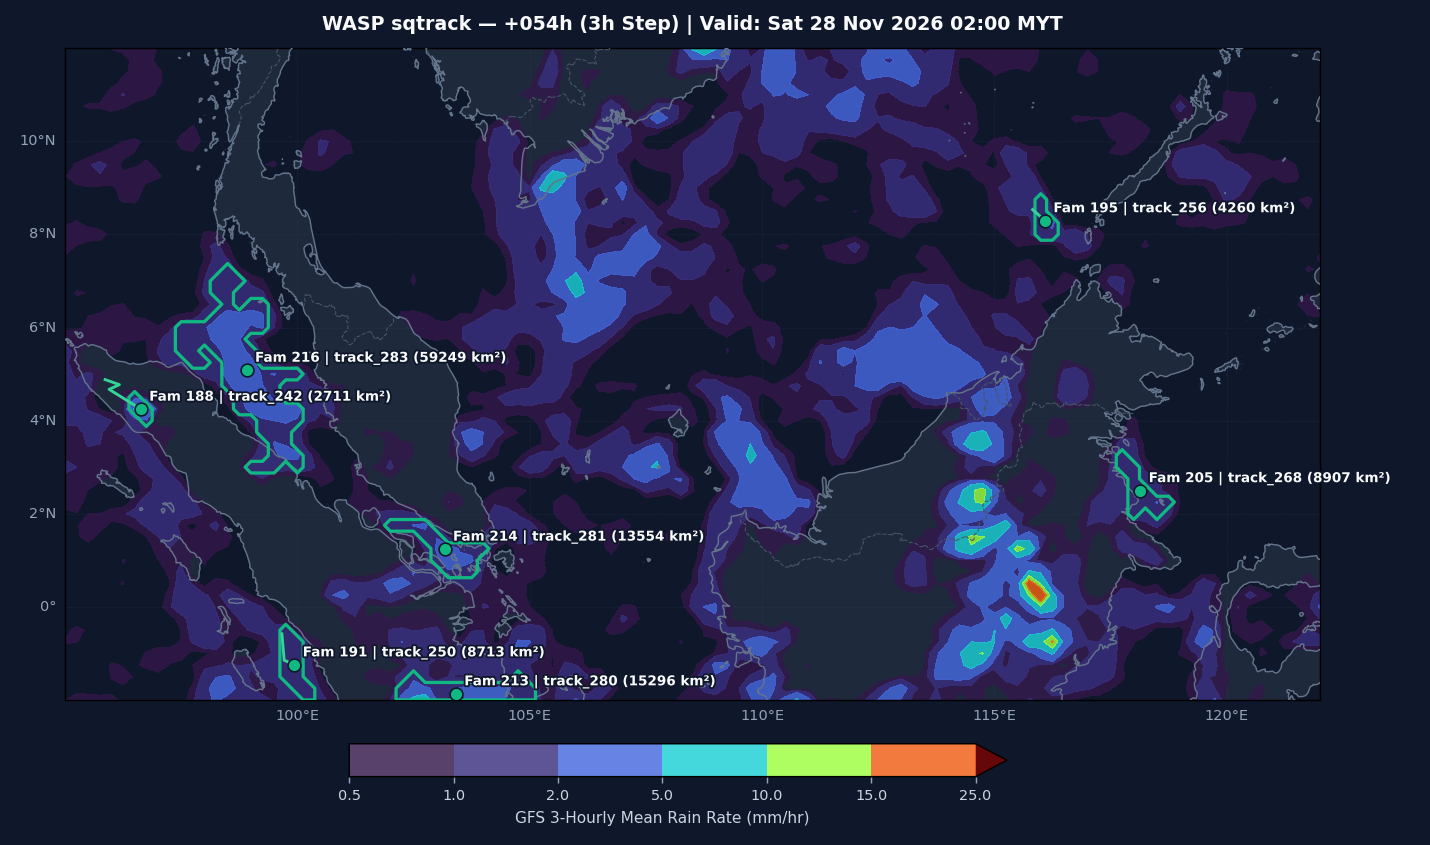 WASP sqtrack — +054h (3h Step) | Valid: Sat 28 Nov 2026 02:00 MYT
10°N
Fam 195 | track_256 (4260 km²)
8°N
6°N
Fam 216 | track_283 (59249 km²)
Fam 188 | track_242 (2711 km²)
4°N
Fam 205 | track_268 (8907 km²)
2°N
Fam 214 | track_281 (13554 km²)
0°
Fam 191 | track_250 (8713 km²)
Fam 213 | track_280 (15296 km²)
100°E 105°E 110°E 115°E 120°E
0.5 1.0 2.0 5.0 10.0 15.0 25.0
GFS 3-Hourly Mean Rain Rate (mm/hr)